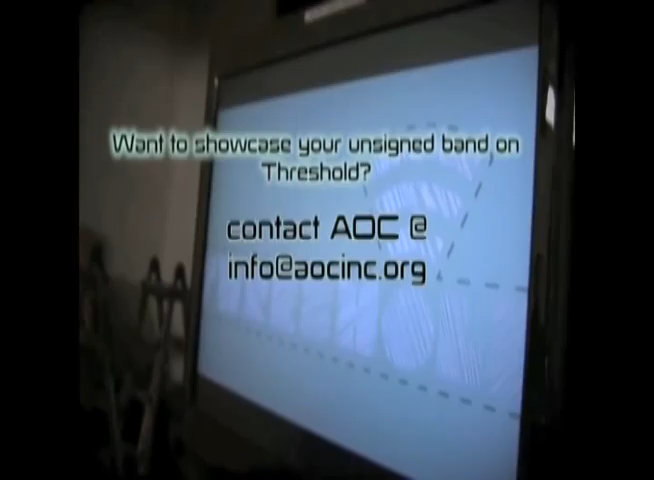 Want to showcase your unsigned band on
Threshold?
contact AOC @
info@aocinc.org